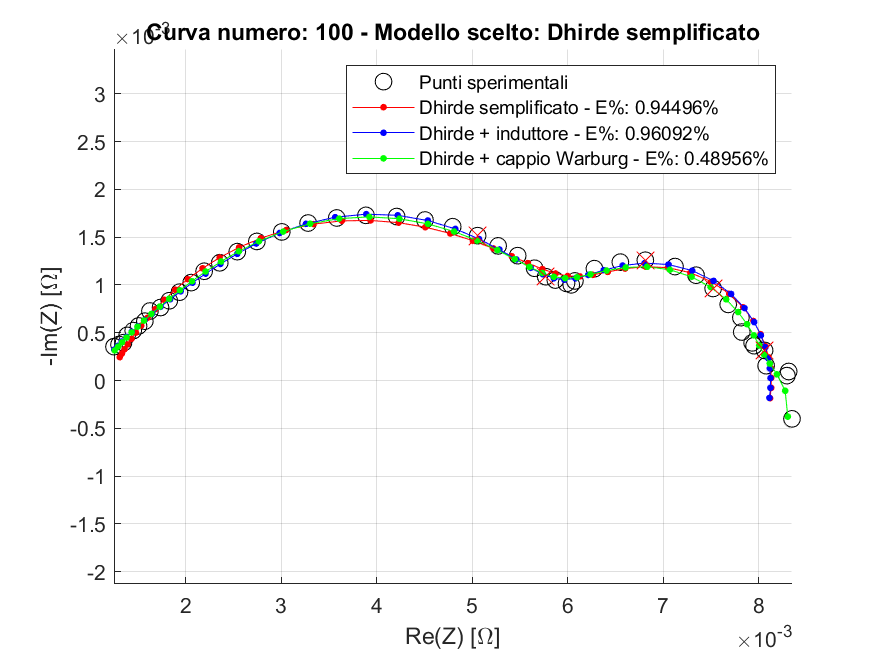 ×10⁻³
Curva numero: 100 - Modello scelto: Dhirde semplificato
Punti sperimentali
Dhirde semplificato - E%: 0.94496%
Dhirde + induttore - E%: 0.96092%
Dhirde + cappio Warburg - E%: 0.48956%
3
2.5
2
1.5
1
0.5
0
-0.5
-1
-1.5
-2
-Im(Z) [Ω]
2 3 4 5 6 7 8
Re(Z) [Ω]
×10⁻³